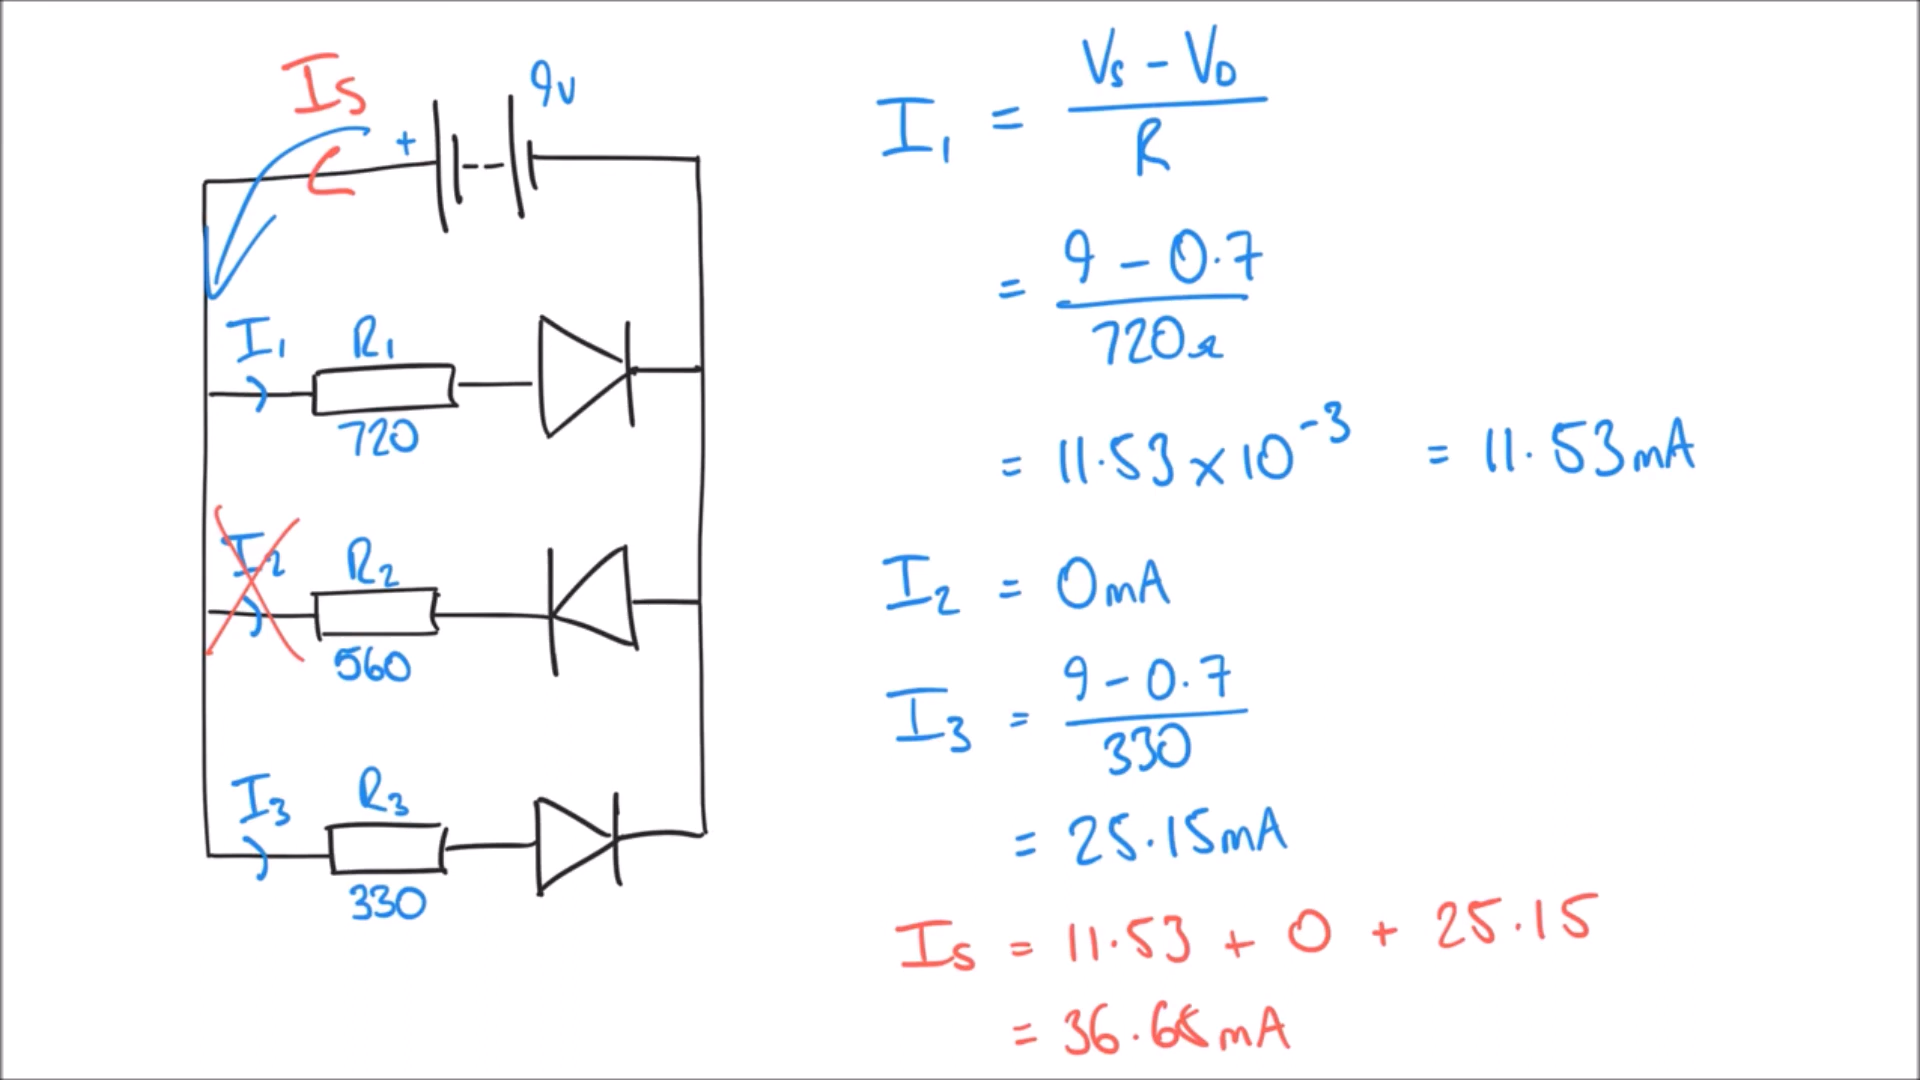 Is
9v
+
I1 R1
720
I2 R2
560
I3 R3
330
I1 = Vs - VD / R
= 9 - 0.7 / 720Ω
= 11.53 x 10^-3 = 11.53mA
I2 = 0mA
I3 = 9 - 0.7 / 330
= 25.15mA
Is = 11.53 + 0 + 25.15
= 36.68mA